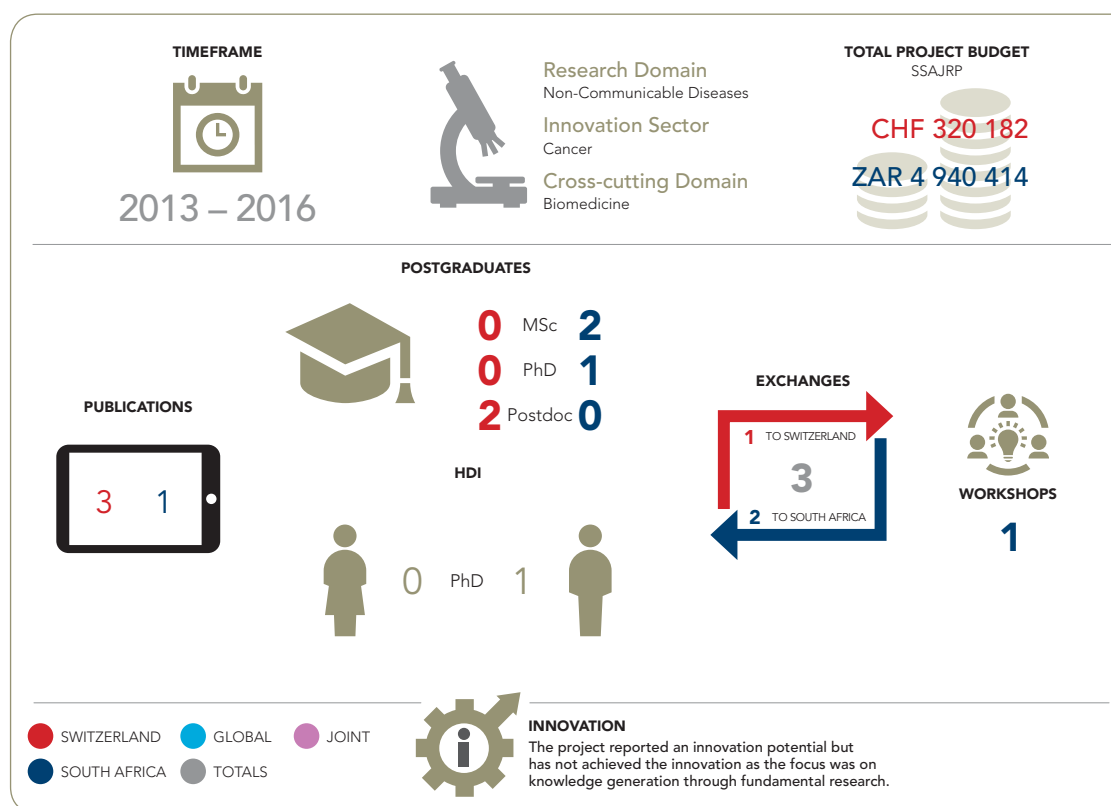 TIMEFRAME
2013 – 2016
Research Domain
Non-Communicable Diseases
Innovation Sector
Cancer
Cross-cutting Domain
Biomedicine
TOTAL PROJECT BUDGET
SSAJRP
CHF 320 182
ZAR 4 940 414
PUBLICATIONS
3 1
POSTGRADUATES
0 MSc 2
0 PhD 1
2 Postdoc 0
HDI
0 PhD 1
EXCHANGES
1 TO SWITZERLAND
3
2 TO SOUTH AFRICA
WORKSHOPS
1
SWITZERLAND GLOBAL JOINT
SOUTH AFRICA TOTALS
i
INNOVATION
The project reported an innovation potential but
has not achieved the innovation as the focus was on
knowledge generation through fundamental research.